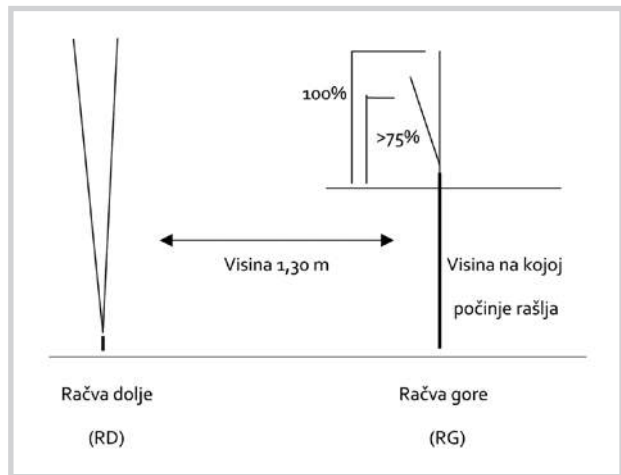 100%
>75%
Visina 1,30 m
Visina na kojoj
počinje rašlja
Račva dolje
(RD)
Račva gore
(RG)